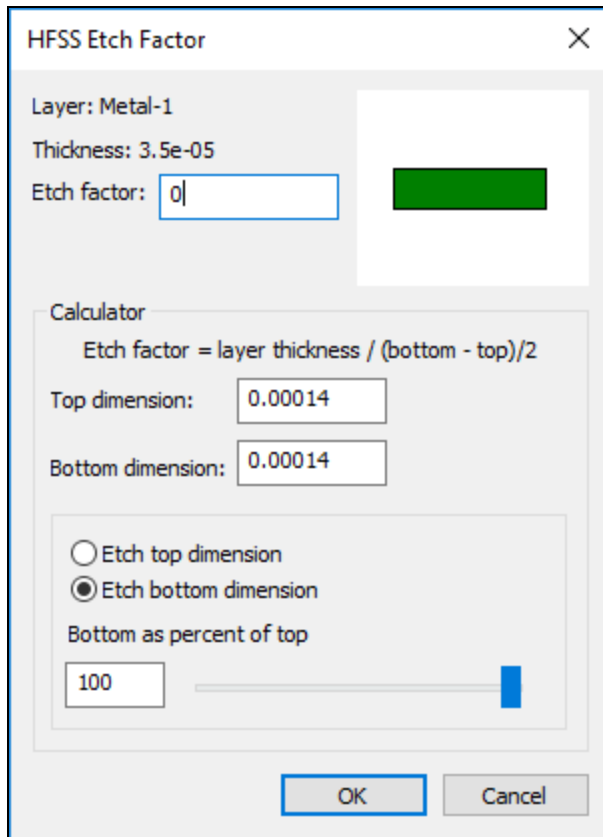 HFSS Etch Factor
Layer: Metal-1
Thickness: 3.5e-05
Etch factor: 0
Calculator
Etch factor = layer thickness / (bottom - top)/2
Top dimension: 0.00014
Bottom dimension: 0.00014
Etch top dimension
Etch bottom dimension
Bottom as percent of top
100
OK Cancel